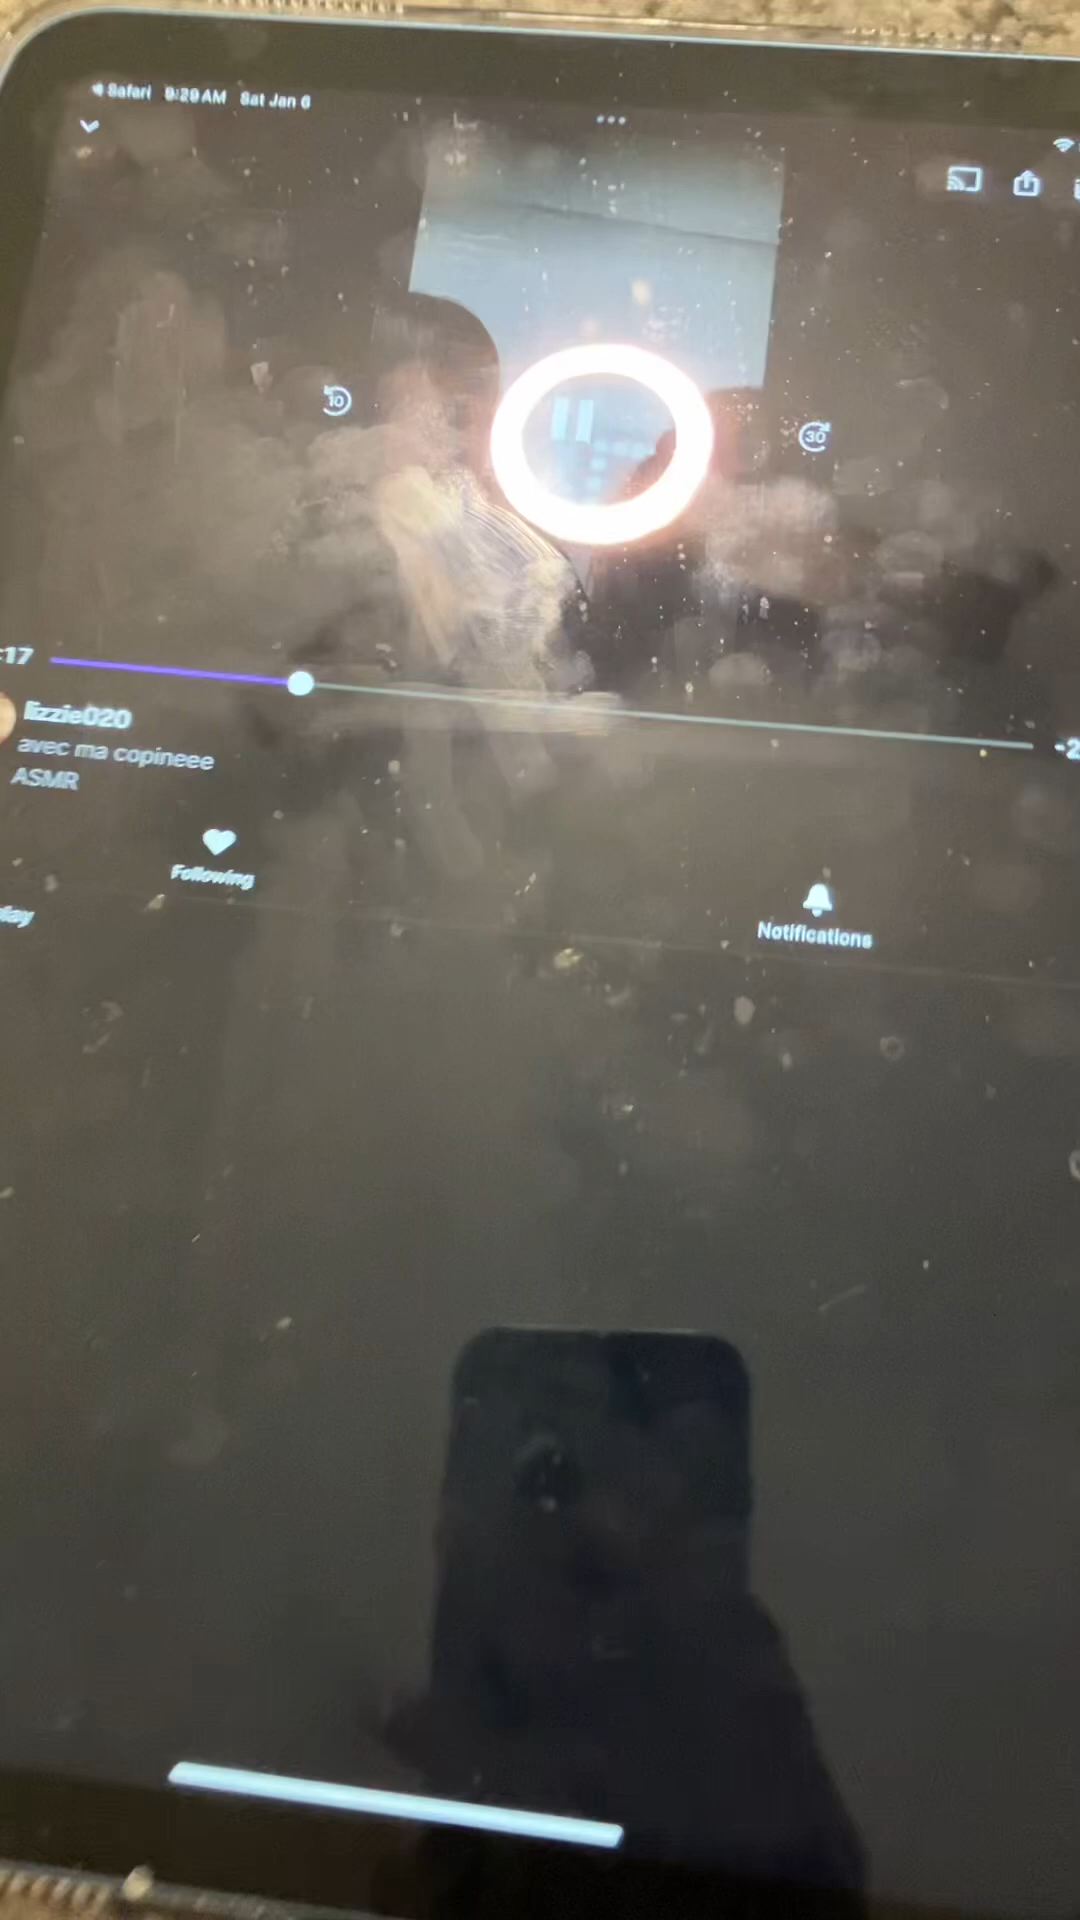 Safari 9:29 AM Sat Jan 6
10
30
:17
lizzie020
avec ma copineee
ASMR
Following
Notifications